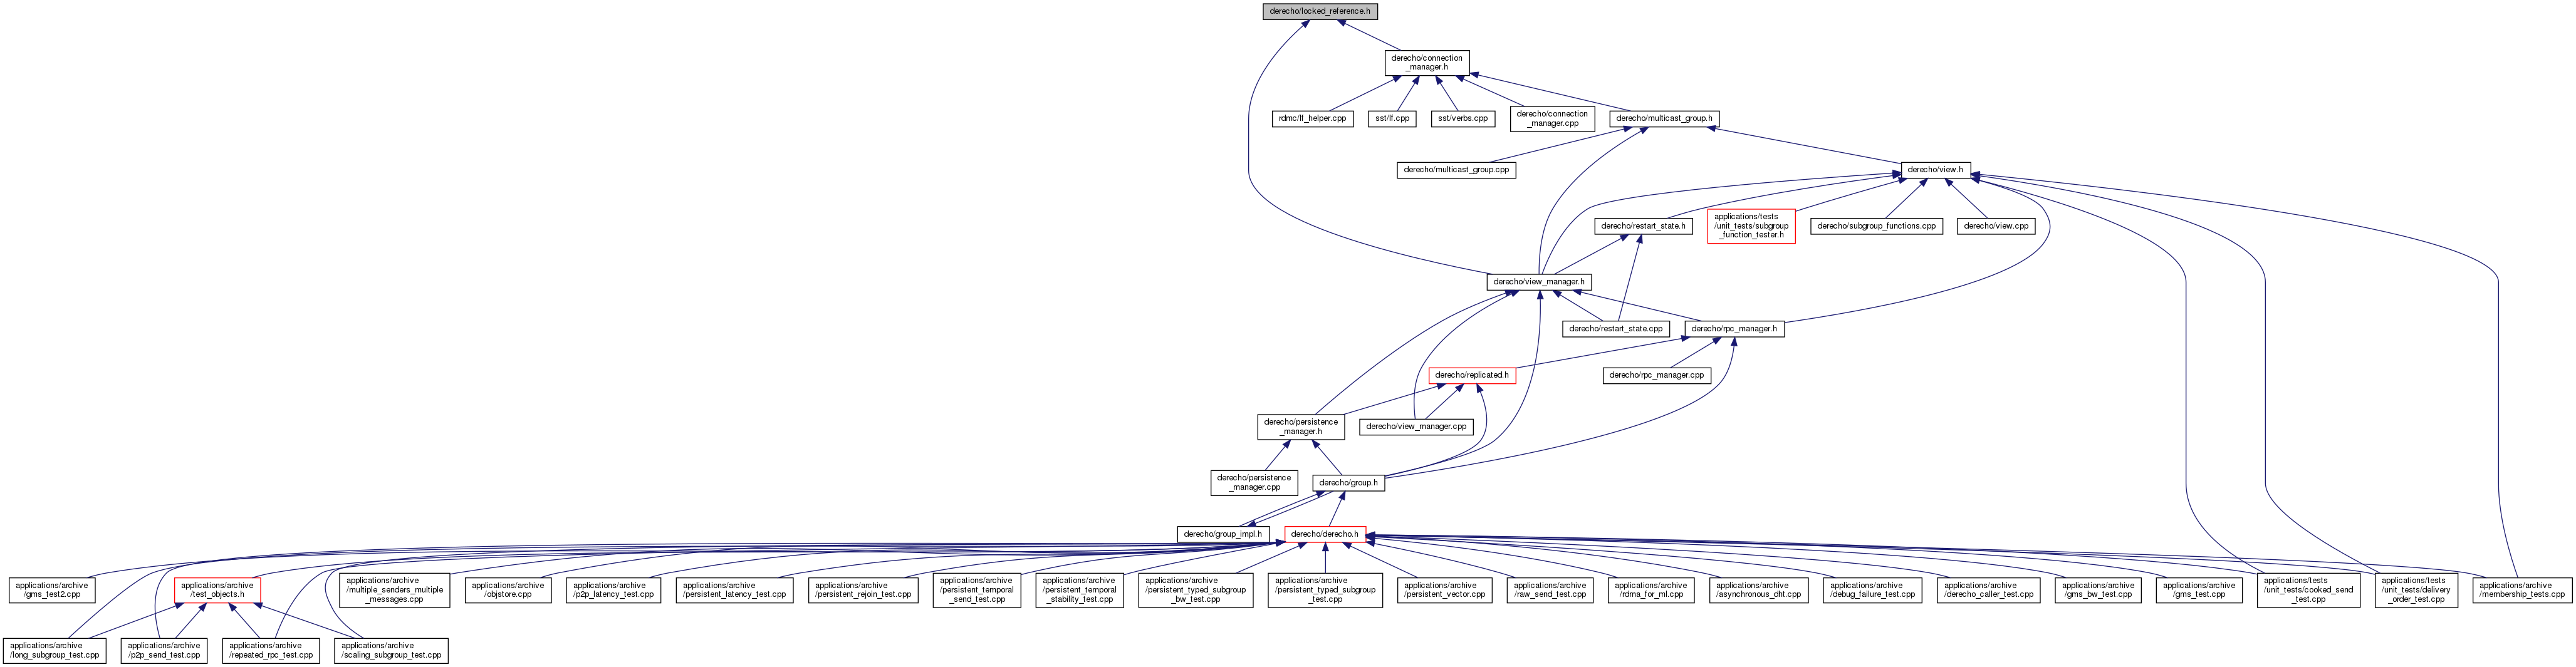 derecho/locked_reference.h
derecho/connection
_manager.h
rdmc/lf_helper.cpp
sst/lf.cpp
sst/verbs.cpp
derecho/connection
_manager.cpp
derecho/multicast_group.h
derecho/multicast_group.cpp
derecho/view.h
derecho/restart_state.h
applications/tests
/unit_tests/subgroup
_function_tester.h
derecho/subgroup_functions.cpp
derecho/view.cpp
derecho/view_manager.h
derecho/restart_state.cpp
derecho/rpc_manager.h
derecho/replicated.h
derecho/rpc_manager.cpp
derecho/persistence
_manager.h
derecho/view_manager.cpp
derecho/persistence
_manager.cpp
derecho/group.h
derecho/group_impl.h
derecho/derecho.h
applications/archive
/gms_test2.cpp
applications/archive
/test_objects.h
applications/archive
/multiple_senders_multiple
_messages.cpp
applications/archive
/objstore.cpp
applications/archive
/p2p_latency_test.cpp
applications/archive
/persistent_latency_test.cpp
applications/archive
/persistent_rejoin_test.cpp
applications/archive
/persistent_temporal
_send_test.cpp
applications/archive
/persistent_temporal
_stability_test.cpp
applications/archive
/persistent_typed_subgroup
_bw_test.cpp
applications/archive
/persistent_typed_subgroup
_test.cpp
applications/archive
/persistent_vector.cpp
applications/archive
/raw_send_test.cpp
applications/archive
/rdma_for_ml.cpp
applications/archive
/asynchronous_dht.cpp
applications/archive
/debug_failure_test.cpp
applications/archive
/derecho_caller_test.cpp
applications/archive
/gms_bw_test.cpp
applications/archive
/gms_test.cpp
applications/tests
/unit_tests/cooked_send
_test.cpp
applications/tests
/unit_tests/delivery
_order_test.cpp
applications/archive
/membership_tests.cpp
applications/archive
/long_subgroup_test.cpp
applications/archive
/p2p_send_test.cpp
applications/archive
/repeated_rpc_test.cpp
applications/archive
/scaling_subgroup_test.cpp